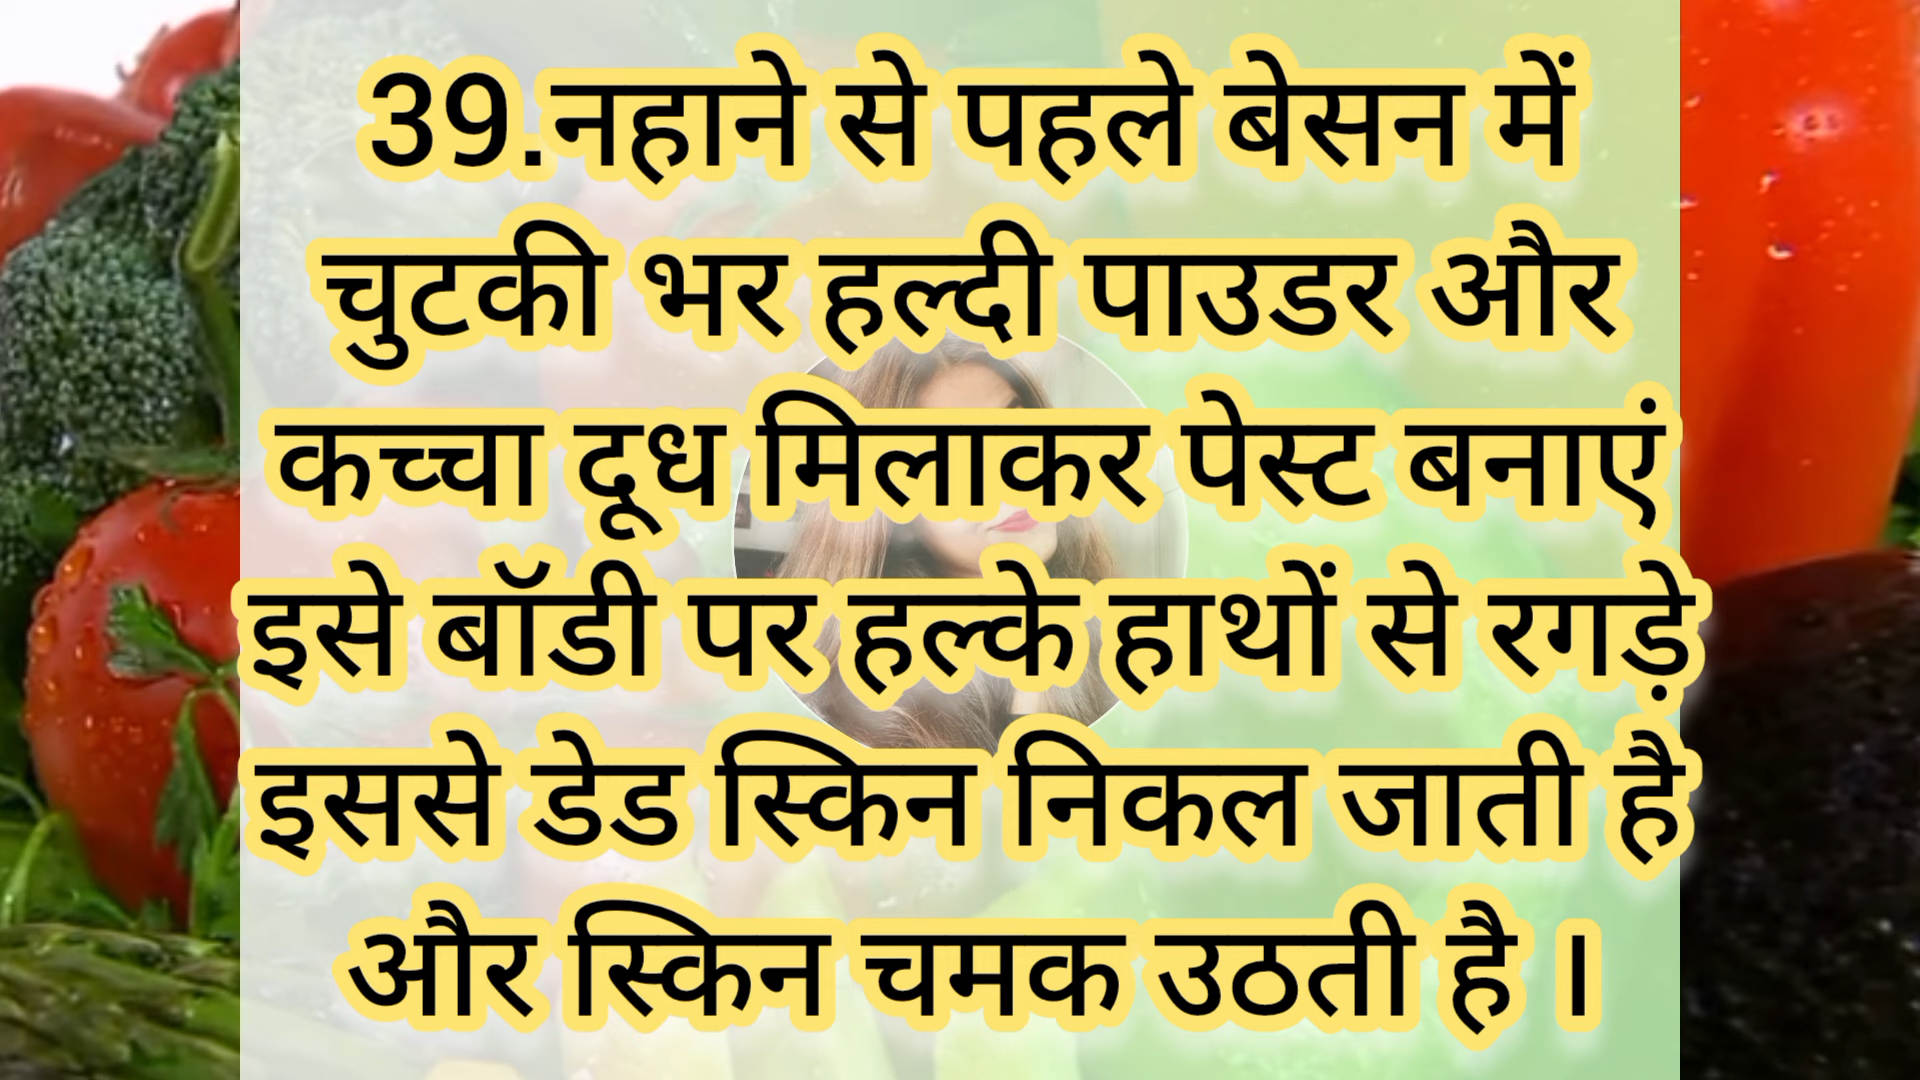 39.नहाने से पहले बेसन में
चुटकी भर हल्दी पाउडर और
कच्चा दूध मिलाकर पेस्ट बनाएं
इसे बॉडी पर हल्के हाथों से रगड़े
इससे डेड स्किन निकल जाती है
और स्किन चमक उठती है ।